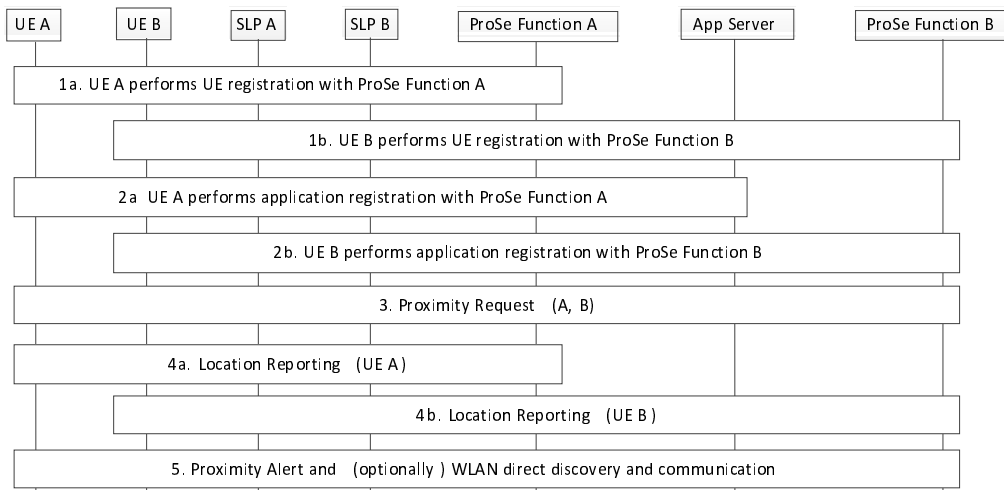 UE A
UE B
SLP A
SLP B
ProSe Function A
App Server
ProSe Function B
1a. UE A performs UE registration with ProSe Function A
1b. UE B performs UE registration with ProSe Function B
2a UE A performs application registration with ProSe Function A
2b. UE B performs application registration with ProSe Function B
3. Proximity Request (A, B)
4a. Location Reporting (UE A)
4b. Location Reporting (UE B)
5. Proximity Alert and (optionally ) WLAN direct discovery and communication